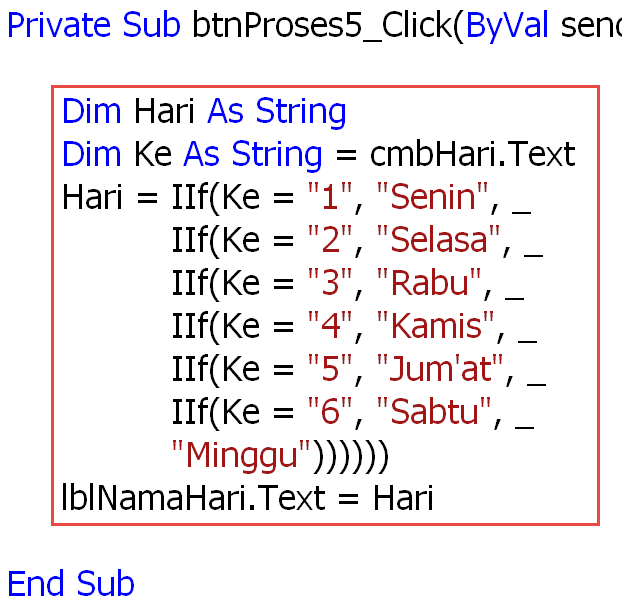 Private Sub btnProses5_Click(ByVal
Dim Hari As String
Dim Ke As String = cmbHari.Text
Hari = IIf(Ke = "1", "Senin", _
IIf(Ke = "2", "Selasa", _
IIf(Ke = "3", "Rabu", _
IIf(Ke = "4", "Kamis", _
IIf(Ke = "5", "Jum'at", _
IIf(Ke = "6", "Sabtu", _
"Minggu"))))))
lblNamaHari.Text = Hari
End Sub